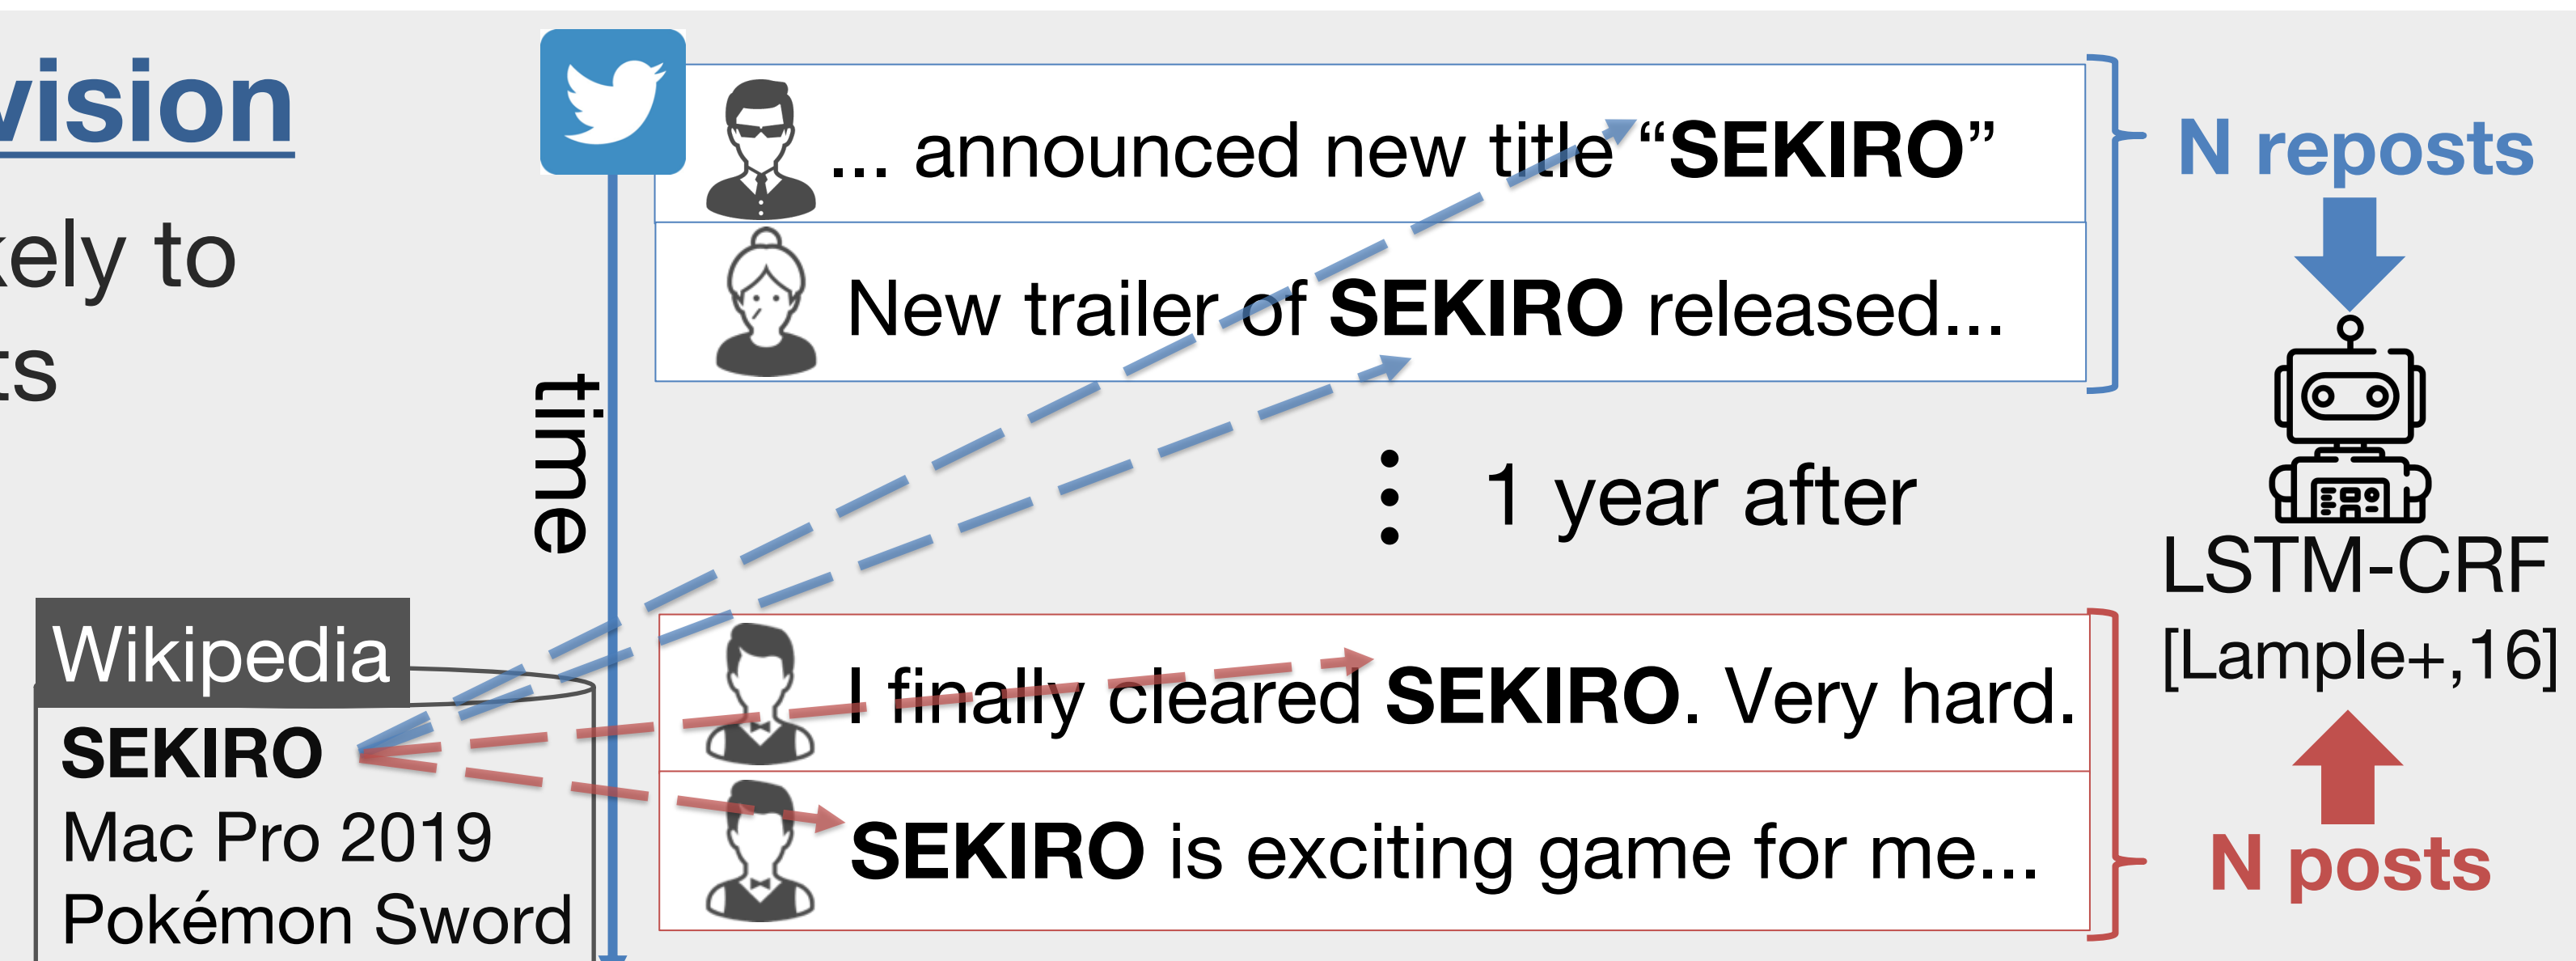 vision
kely to
ts
time
... announced new title “SEKIRO”
New trailer of SEKIRO released...
1 year after
I finally cleared SEKIRO. Very hard.
SEKIRO is exciting game for me...
Wikipedia
SEKIRO
Mac Pro 2019
Pokémon Sword
N reposts
LSTM-CRF
[Lample+,16]
N posts